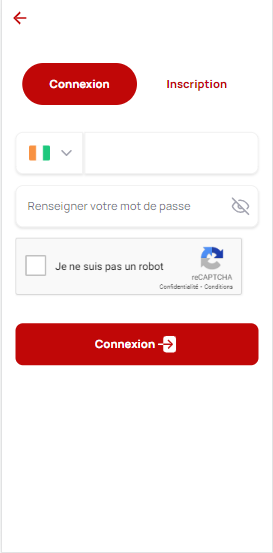 Connexion
Inscription
Renseigner votre mot de passe
Je ne suis pas un robot
reCAPTCHA
Confidentialité - Conditions
Connexion